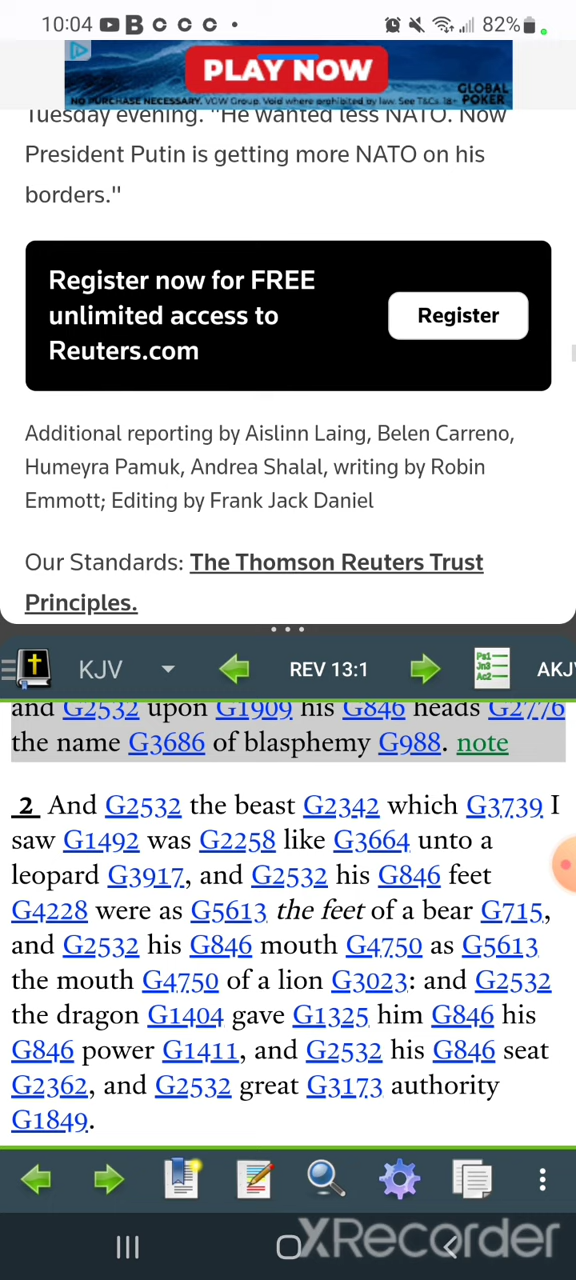 10:04 82%
PLAY NOW
NO PURCHASE NECESSARY. VGW Group. Void where prohibited by law. See T&Cs. 18+
GLOBAL
POKER
Tuesday evening. "He wanted less NATO. Now
President Putin is getting more NATO on his
borders."
Register now for FREE
unlimited access to
Reuters.com
Register
Additional reporting by Aislinn Laing, Belen Carreno,
Humeyra Pamuk, Andrea Shalal, writing by Robin
Emmott; Editing by Frank Jack Daniel
Our Standards: The Thomson Reuters Trust
Principles.
KJV REV 13:1 Ps1 Jn3 Ac2 AKJV
and G2532 upon G1909 his G846 heads G2776
the name G3686 of blasphemy G988. note
2 And G2532 the beast G2342 which G3739 I
saw G1492 was G2258 like G3664 unto a
leopard G3917, and G2532 his G846 feet
G4228 were as G5613 the feet of a bear G715,
and G2532 his G846 mouth G4750 as G5613
the mouth G4750 of a lion G3023: and G2532
the dragon G1404 gave G1325 him G846 his
G846 power G1411, and G2532 his G846 seat
G2362, and G2532 great G3173 authority
G1849.
XRecorder